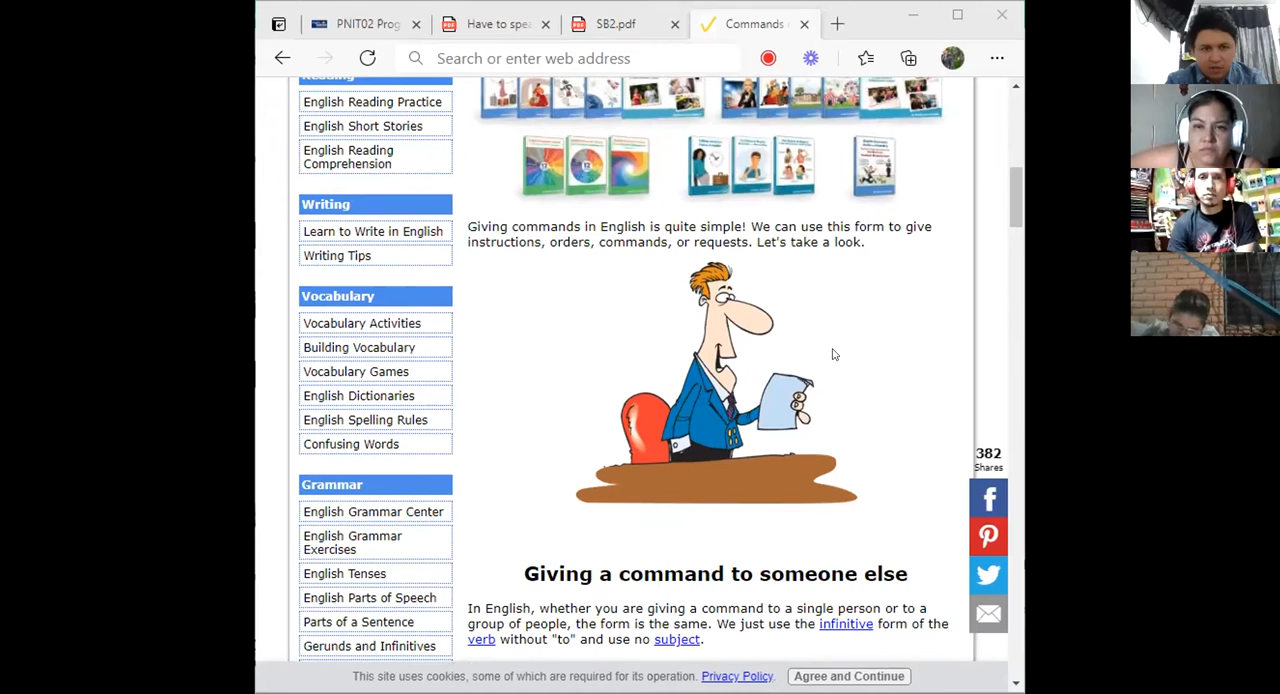 PNIT02 Prog
Have to spe
SB2.pdf
Commands
Search or enter web address
Reading
English Reading Practice
English Short Stories
English Reading
Comprehension
Writing
Learn to Write in English
Writing Tips
Vocabulary
Vocabulary Activities
Building Vocabulary
Vocabulary Games
English Dictionaries
English Spelling Rules
Confusing Words
Grammar
English Grammar Center
English Grammar
Exercises
English Tenses
English Parts of Speech
Parts of a Sentence
Gerunds and Infinitives
Giving commands in English is quite simple! We can use this form to give
instructions, orders, commands, or requests. Let's take a look.
Giving a command to someone else
In English, whether you are giving a command to a single person or to a
group of people, the form is the same. We just use the infinitive form of the
verb without "to" and use no subject.
382
Shares
This site uses cookies, some of which are required for its operation. Privacy Policy. Agree and Continue